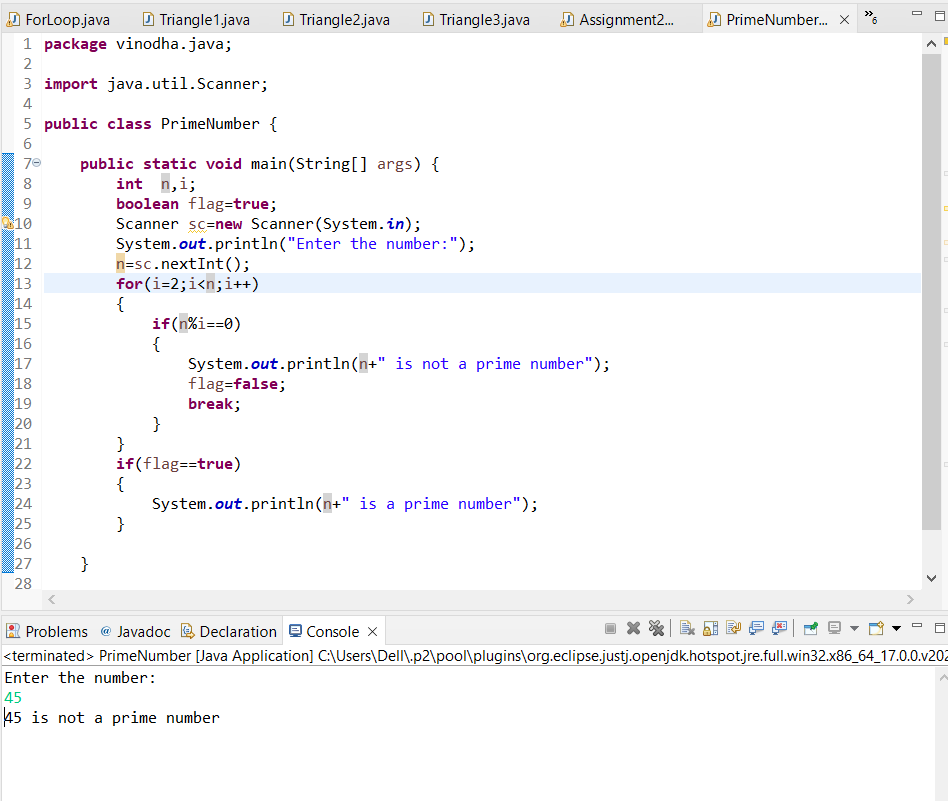 ForLoop.java Triangle1.java Triangle2.java Triangle3.java Assignment2... PrimeNumber... »6
1 package vinodha.java;
2
3 import java.util.Scanner;
4
5 public class PrimeNumber {
6
7 public static void main(String[] args) {
8 int  n,i;
9 boolean flag=true;
10 Scanner sc=new Scanner(System.in);
11 System.out.println("Enter the number:");
12 n=sc.nextInt();
13 for(i=2;i<n;i++)
14 {
15 if(n%i==0)
16 {
17 System.out.println(n+" is not a prime number");
18 flag=false;
19 break;
20 }
21 }
22 if(flag==true)
23 {
24 System.out.println(n+" is a prime number");
25 }
26
27 }
28
Problems @ Javadoc Declaration Console
<terminated> PrimeNumber [Java Application] C:\Users\Dell\.p2\pool\plugins\org.eclipse.justj.openjdk.hotspot.jre.full.win32.x86_64_17.0.0.v202
Enter the number:
45
45 is not a prime number